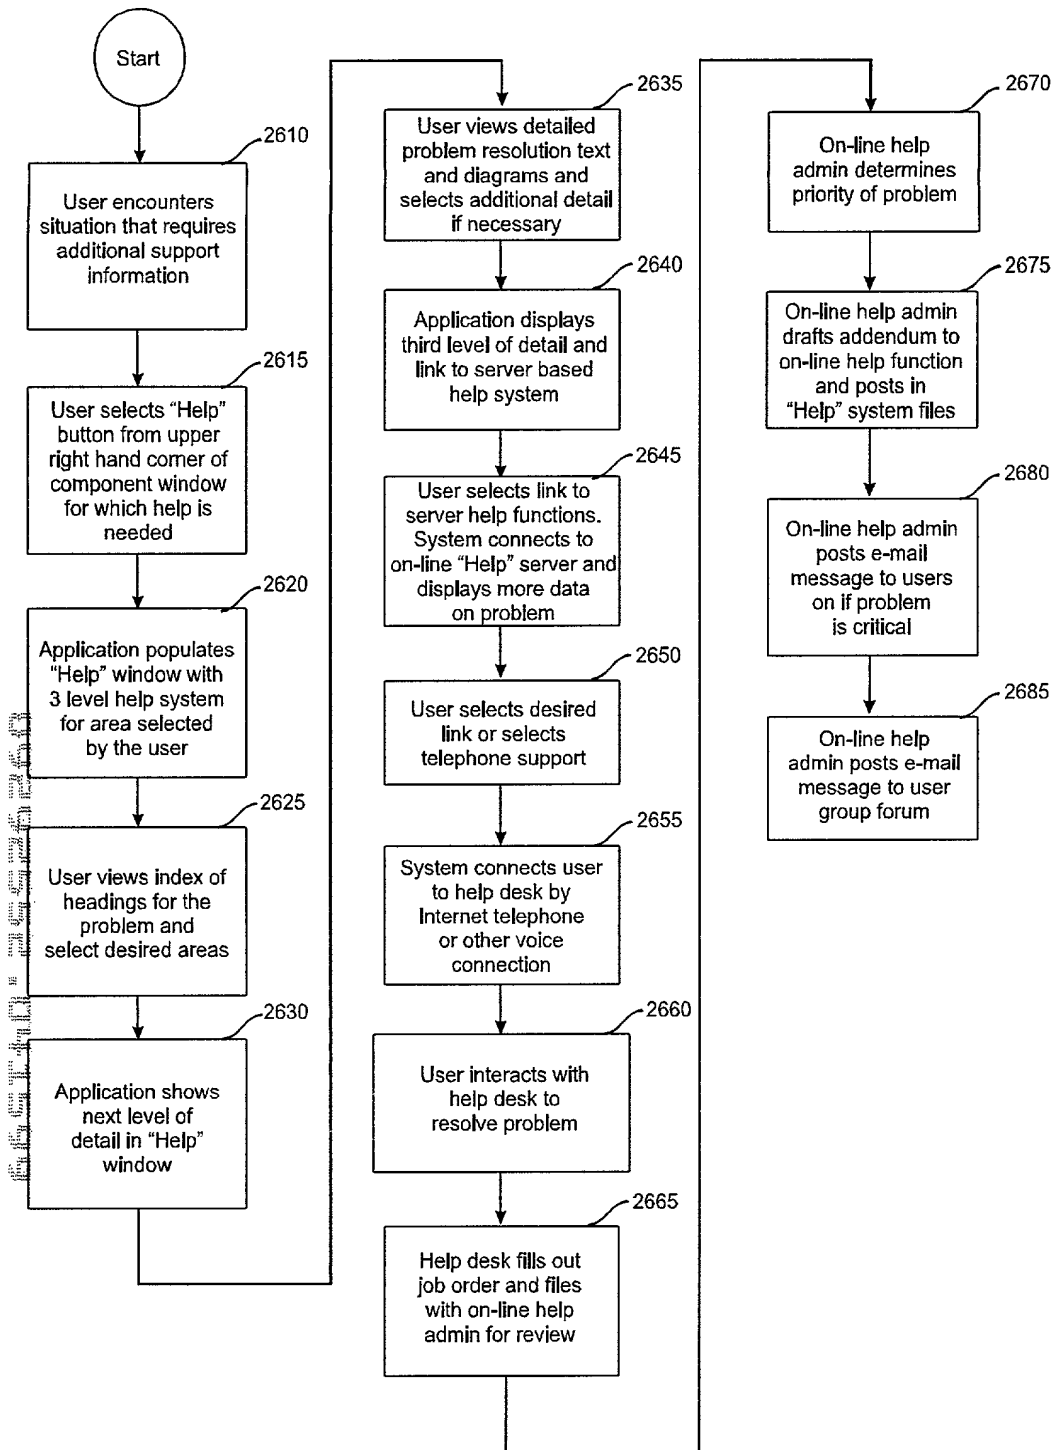 Start
2610
User encounters
situation that requires
additional support
information
2615
User selects “Help”
button from upper
right hand corner of
component window
for which help is
needed
2620
Application populates
“Help” window with
3 level help system
for area selected
by the user
2625
User views index of
headings for the
problem and
select desired areas
2630
Application shows
next level of
detail in “Help”
window
2635
User views detailed
problem resolution text
and diagrams and
selects additional detail
if necessary
2640
Application displays
third level of detail and
link to server based
help system
2645
User selects link to
server help functions.
System connects to
on-line “Help” server and
displays more data
on problem
2650
User selects desired
link or selects
telephone support
2655
System connects user
to help desk by
Internet telephone
or other voice
connection
2660
User interacts with
help desk to
resolve problem
2665
Help desk fills out
job order and files
with on-line help
admin for review
2670
On-line help
admin determines
priority of problem
2675
On-line help admin
drafts addendum to
on-line help function
and posts in
“Help” system files
2680
On-line help admin
posts e-mail
message to users
on if problem
is critical
2685
On-line help
admin posts e-mail
message to user
group forum